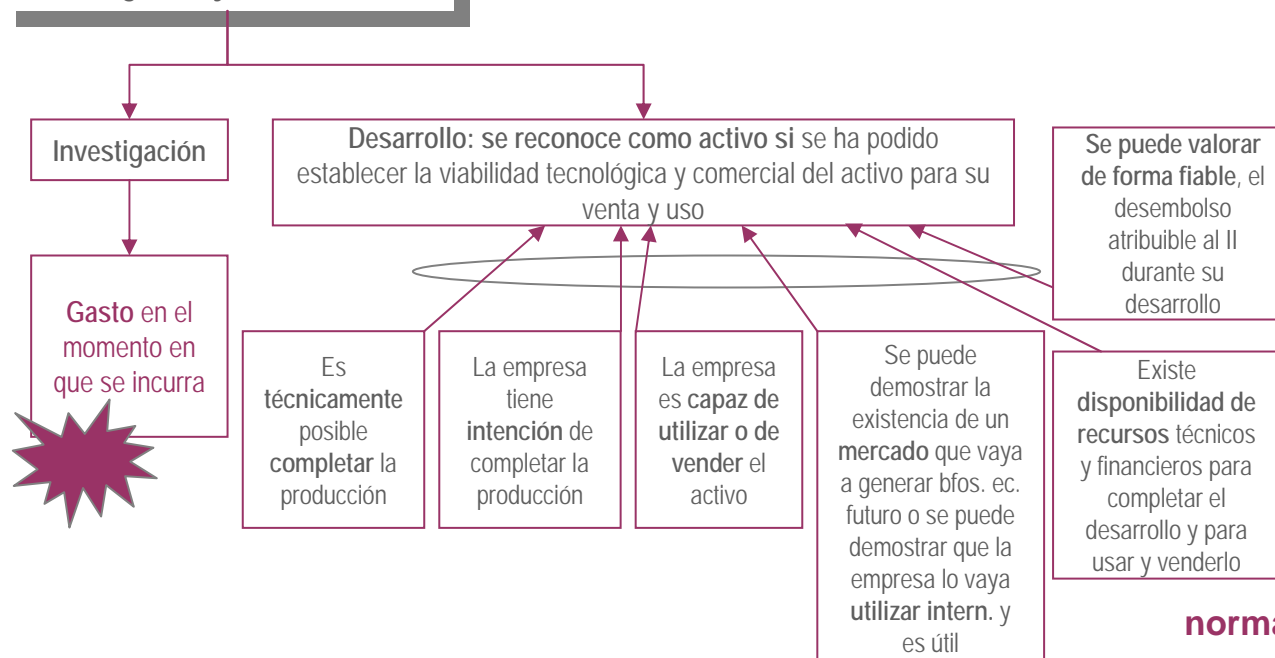 Investigación
Desarrollo: se reconoce como activo si se ha podido
establecer la viabilidad tecnológica y comercial del activo para su
venta y uso
Se puede valorar
de forma fiable, el
desembolso
atribuible al II
durante su
desarrollo
Gasto en el
momento en
que se incurra
Es
técnicamente
posible
completar la
producción
La empresa
tiene
intención de
completar la
producción
La empresa
es capaz de
utilizar o de
vender el
activo
Se puede
demostrar la
existencia de un
mercado que vaya
a generar bfos. ec.
futuro o se puede
demostrar que la
empresa lo vaya
utilizar intern. y
es útil
Existe
disponibilidad de
recursos técnicos
y financieros para
completar el
desarrollo y para
usar y venderlo
norma